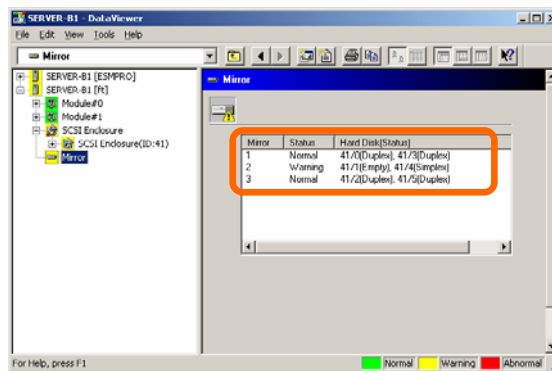 SERVER-B1 - DataViewer
File Edit View Tools Help
Mirror
SERVER-B1 [ESMPRO]
SERVER-B1 [ft]
Module#0
Module#1
SCSI Enclosure
SCSI Enclosure(ID:41)
Mirror
Mirror
Mirror Status Hard Disk(Status)
1 Normal 41/0(Duplex), 41/3(Duplex)
2 Warning 41/1(Empty), 41/4(Simplex)
3 Normal 41/2(Duplex), 41/5(Duplex)
For Help, press F1 Normal Warning Abnormal